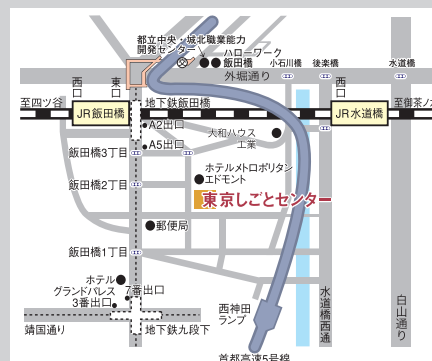 都立中央・城北職業能力
開発センター
ハローワーク
飯田橋
小石川橋
後楽橋
水道橋
外堀通り
西口
東口
西口
至四ツ谷
JR飯田橋
地下鉄飯田橋
JR水道橋
至御茶ノ水
A2出口
大和ハウス
工業
A5出口
飯田橋3丁目
ホテルメトロポリタン
エドモント
飯田橋2丁目
東京しごとセンター
郵便局
飯田橋1丁目
ホテル
グランドパレス
7番出口
3番出口
西神田
ランプ
水道橋西通
白山通り
靖国通り
地下鉄九段下
首都高速5号線